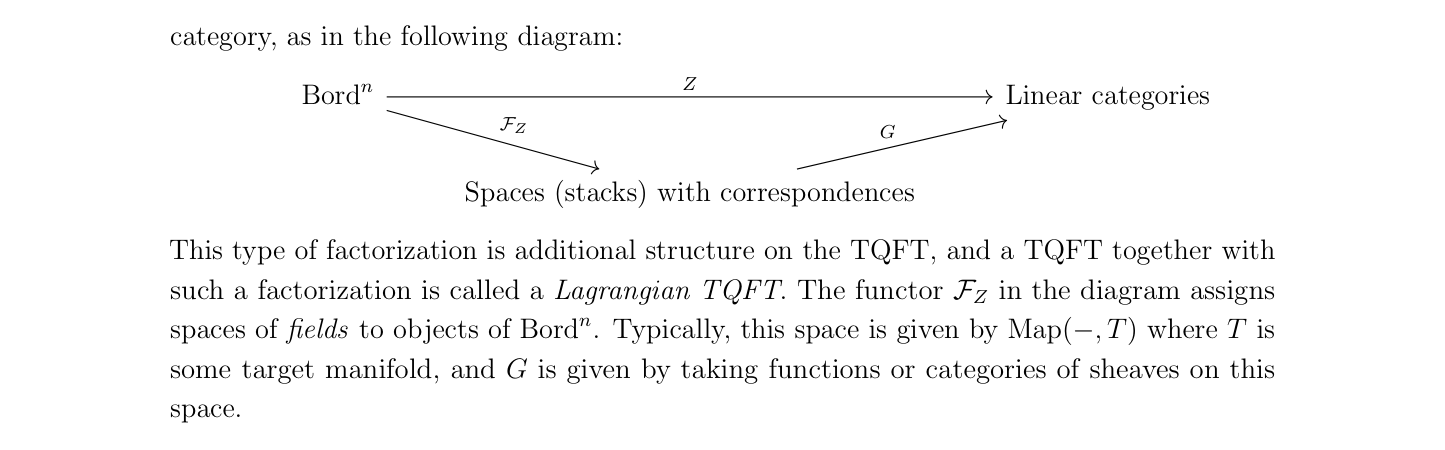 category, as in the following diagram:
Z
Bordⁿ Linear categories
𝓕_Z G
Spaces (stacks) with correspondences
This type of factorization is additional structure on the TQFT, and a TQFT together with
such a factorization is called a Lagrangian TQFT. The functor 𝓕_Z in the diagram assigns
spaces of fields to objects of Bordⁿ. Typically, this space is given by Map(−, T) where T is
some target manifold, and G is given by taking functions or categories of sheaves on this
space.